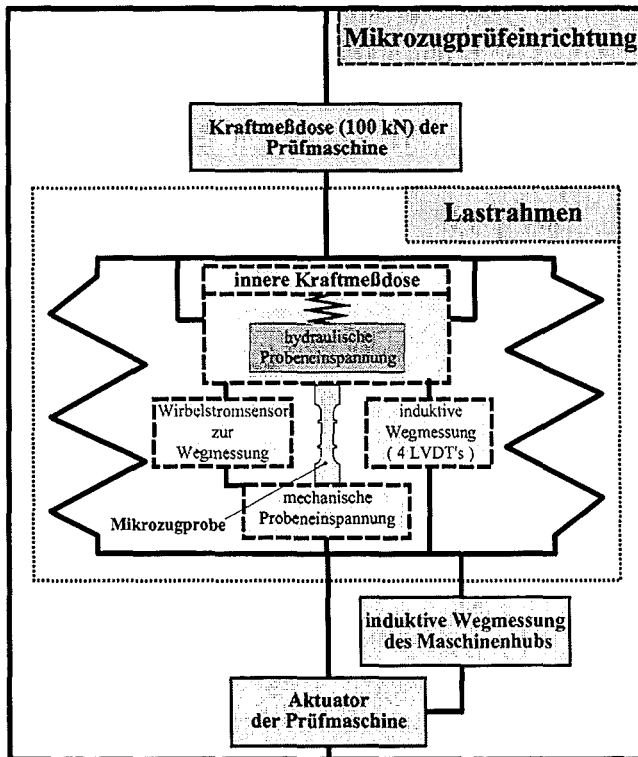 Mikrozugprüfeinrichtung
Kraftmeßdose (100 kN) der
Prüfmaschine
Lastrahmen
innere Kraftmeßdose
hydraulische
Probeneinspannung
Wirbelstromsensor
zur
Wegmessung
induktive
Wegmessung
( 4 LVDT's )
mechanische
Probeneinspannung
Mikrozugprobe
induktive Wegmessung
des Maschinenhubs
Aktuator
der Prüfmaschine